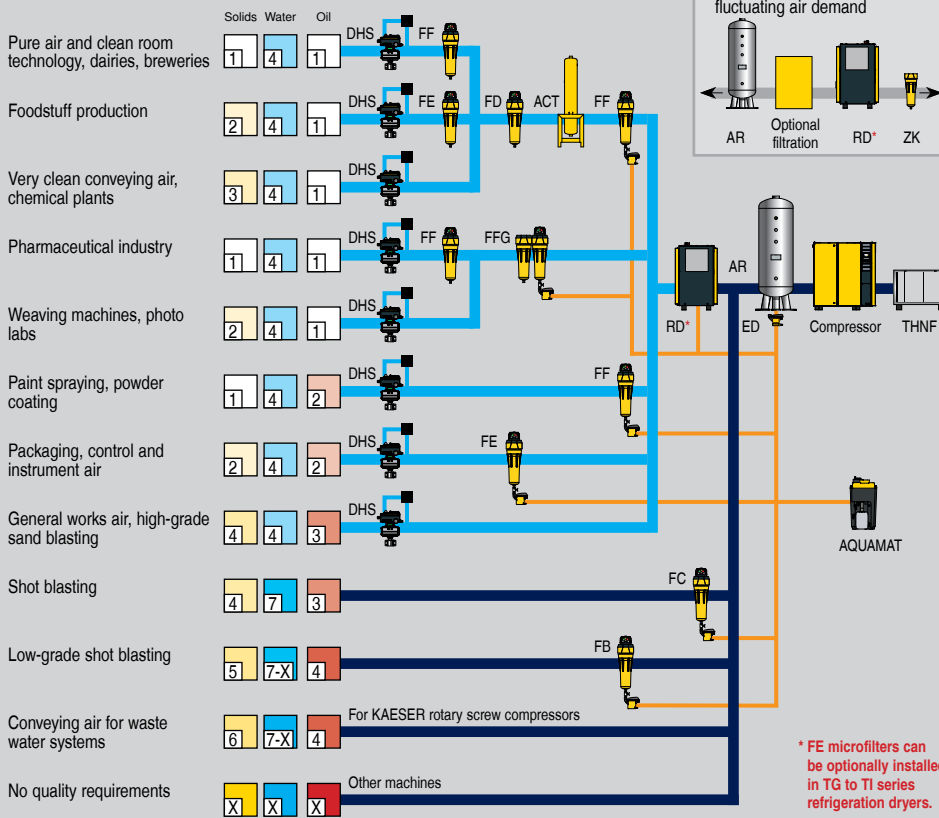 fluctuating air demand
AR
Optional
filtration
RD*
ZK
Solids Water Oil
Pure air and clean room
technology, dairies, breweries
1 4 1
DHS FF
Foodstuff production
2 4 1
DHS FE FD ACT FF
Very clean conveying air,
chemical plants
3 4 1
DHS
Pharmaceutical industry
1 4 1
DHS FF FFG
Weaving machines, photo
labs
2 4 1
DHS
RD* AR ED Compressor THNF
Paint spraying, powder
coating
1 4 2
DHS FF
Packaging, control and
instrument air
2 4 2
DHS FE
General works air, high-grade
sand blasting
4 4 3
DHS
AQUAMAT
Shot blasting
4 7 3
FC
Low-grade shot blasting
5 7-X 4
FB
Conveying air for waste
water systems
6 7-X 4
For KAESER rotary screw compressors
No quality requirements
X X X
Other machines
* FE microfilters can
be optionally installed
in TG to TI series
refrigeration dryers.